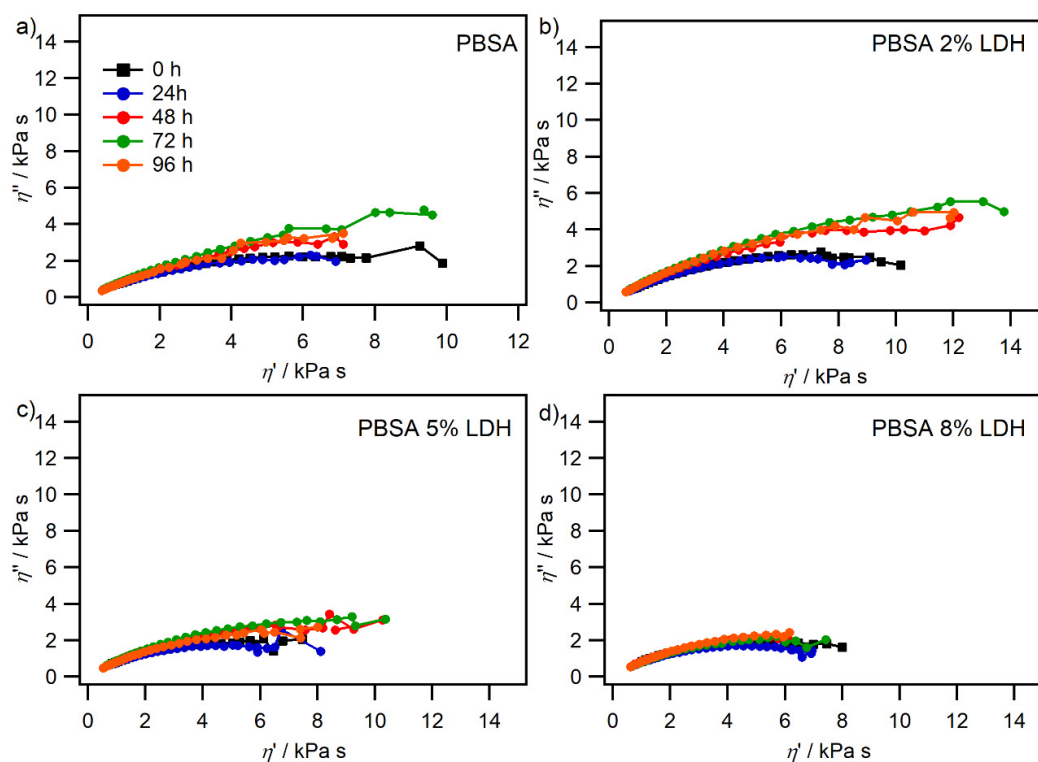 a)
PBSA
14
12
10
8
6
4
2
0
η'' / kPa s
0 h
24h
48 h
72 h
96 h
0 2 4 6 8 10 12
η' / kPa s
b)
PBSA 2% LDH
14
12
10
8
6
4
2
0
η'' / kPa s
0 2 4 6 8 10 12 14
η' / kPa s
c)
PBSA 5% LDH
14
12
10
8
6
4
2
0
η'' / kPa s
0 2 4 6 8 10 12 14
η' / kPa s
d)
PBSA 8% LDH
14
12
10
8
6
4
2
0
η'' / kPa s
0 2 4 6 8 10 12 14
η' / kPa s